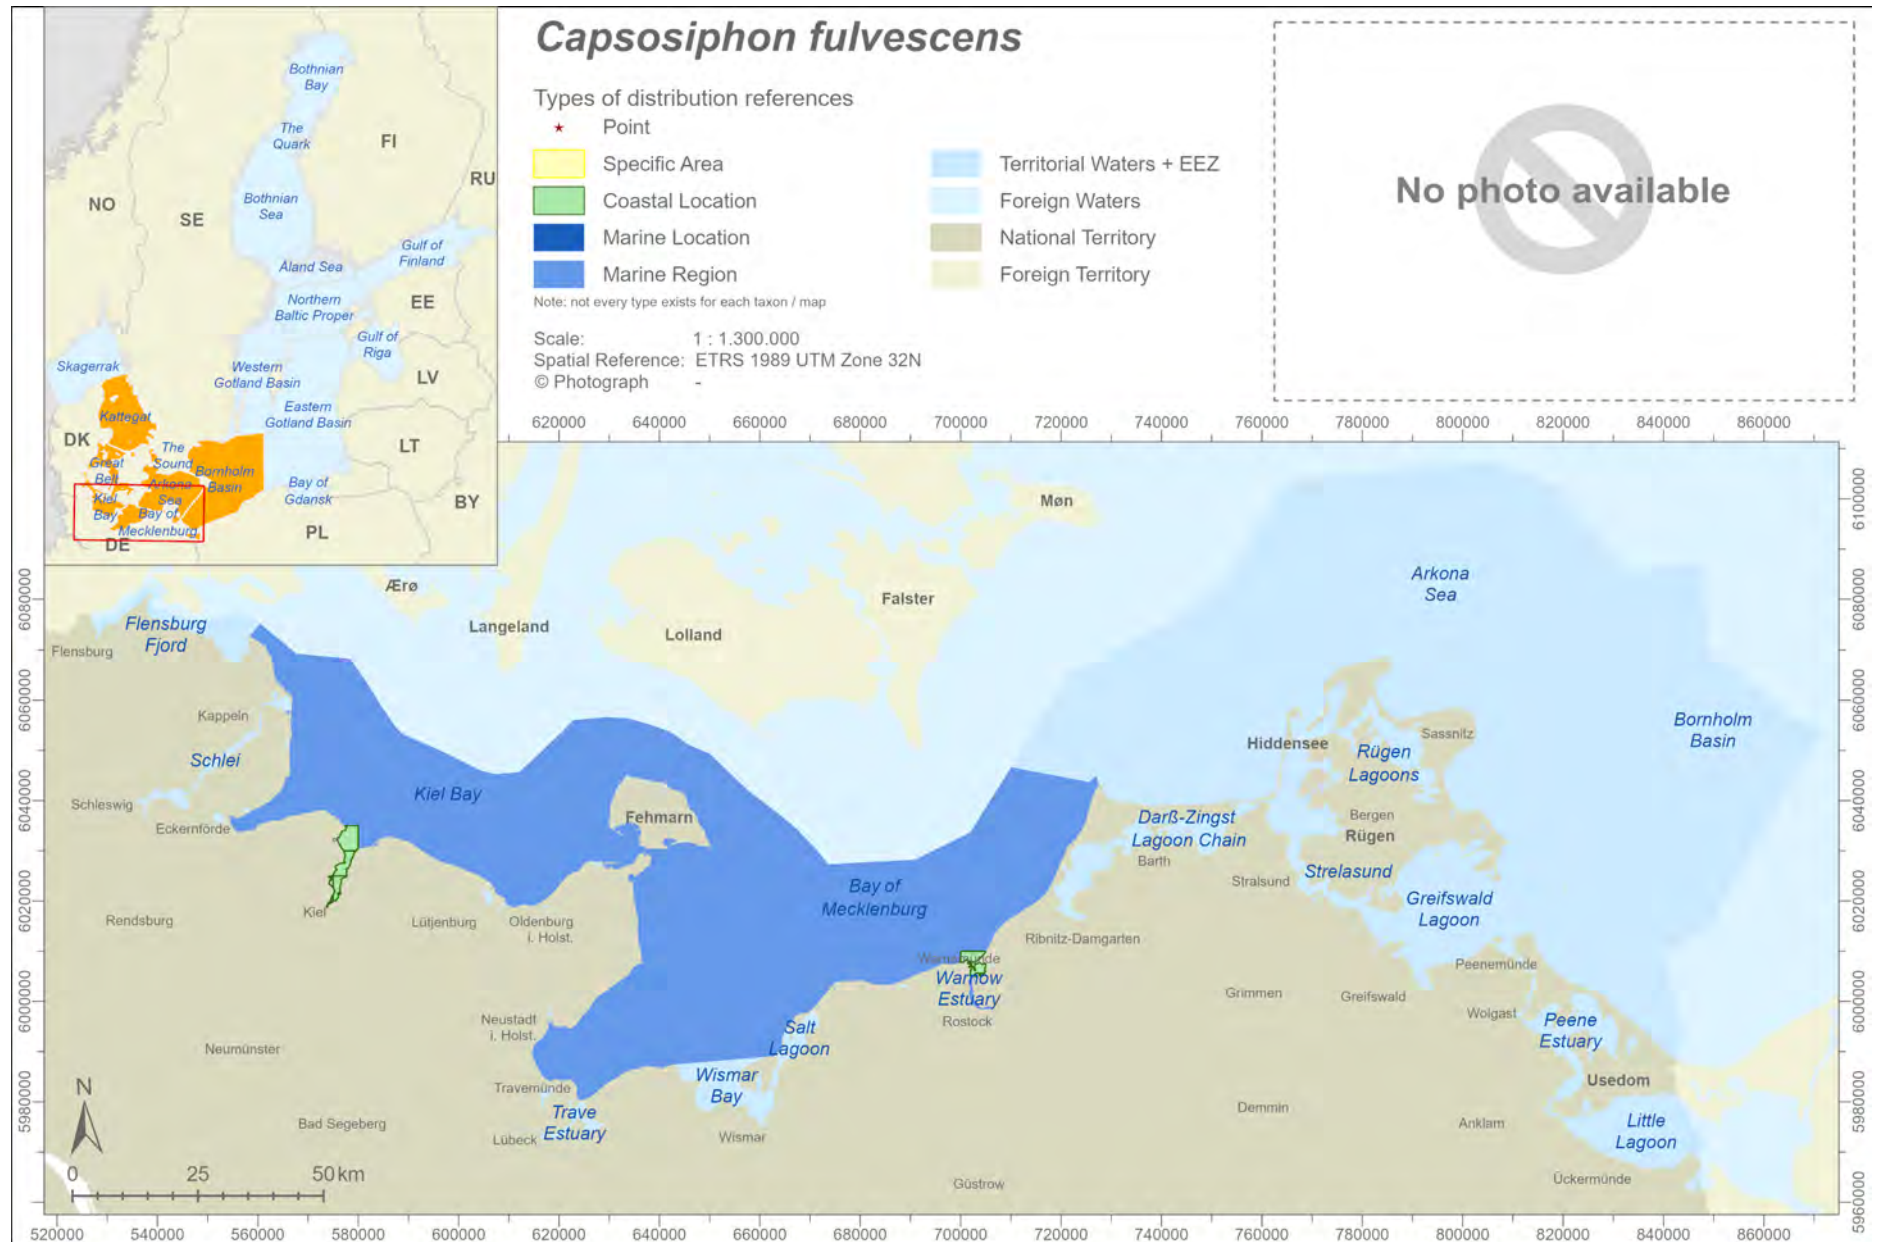 Capsosiphon fulvescens
Types of distribution references
Point
Specific Area
Coastal Location
Marine Location
Marine Region
Territorial Waters + EEZ
Foreign Waters
National Territory
Foreign Territory
Note: not every type exists for each taxon / map
Scale: 1 : 1.300.000
Spatial Reference: ETRS 1989 UTM Zone 32N
© Photograph -
No photo available
Bothnian
Bay
The
Quark
FI
RU
NO
SE
Bothnian
Sea
Gulf of
Finland
Åland Sea
Northern
Baltic Proper
EE
Gulf of
Riga
Skagerrak
Western
Gotland Basin
LV
Kattegat
Eastern
Gotland Basin
DK
The
Sound
LT
Great
Belt
Arkona
Sea
Bornholm
Basin
Kiel
Bay
Bay of
Mecklenburg
Bay of
Gdansk
BY
PL
DE
620000 640000 660000 680000 700000 720000 740000 760000 780000 800000 820000 840000 860000
6100000
6080000
6060000
6040000
6020000
6000000
5980000
5960000
6080000
6060000
6040000
6020000
6000000
5980000
Møn
Ærø
Langeland
Lolland
Falster
Arkona
Sea
Flensburg
Fjord
Flensburg
Kappeln
Schlei
Schleswig
Eckernförde
Kiel Bay
Fehmarn
Hiddensee
Sassnitz
Rügen
Lagoons
Bornholm
Basin
Bergen
Rügen
Darß-Zingst
Lagoon Chain
Barth
Stralsund
Strelasund
Greifswald
Lagoon
Bay of
Mecklenburg
Kiel
Rendsburg
Lütjenburg
Oldenburg
i. Holst.
Ribnitz-Damgarten
Warnemünde
Warnow
Estuary
Rostock
Peenemünde
Grimmen
Greifswald
Wolgast
Peene
Estuary
Neustadt
i. Holst.
Salt
Lagoon
Neumünster
Travemünde
Wismar
Bay
Usedom
Trave
Estuary
Lübeck
Wismar
Bad Segeberg
Demmin
Anklam
Little
Lagoon
Güstrow
Ückermünde
N
0 25 50 km
520000 540000 560000 580000 600000 620000 640000 660000 680000 700000 720000 740000 760000 780000 800000 820000 840000 860000